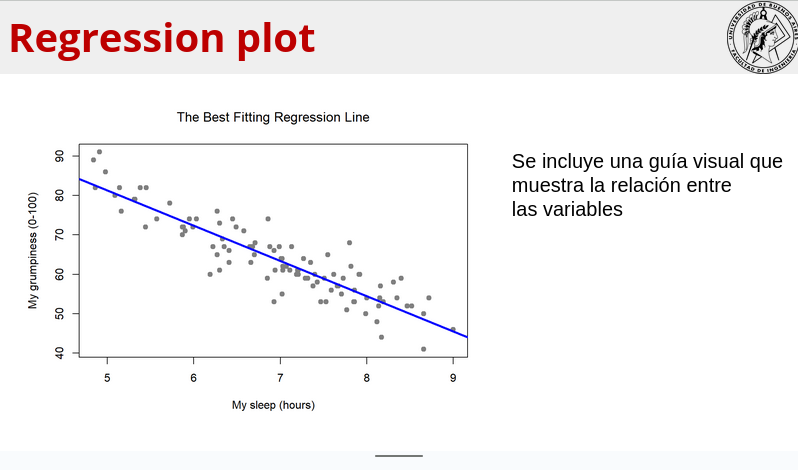 Regression plot
UNIVERSIDAD DE BUENOS AIRES
FACULTAD DE INGENIERIA
The Best Fitting Regression Line
Se incluye una guía visual que
muestra la relación entre
las variables
My grumpiness (0-100)
90
80
70
60
50
40
5 6 7 8 9
My sleep (hours)